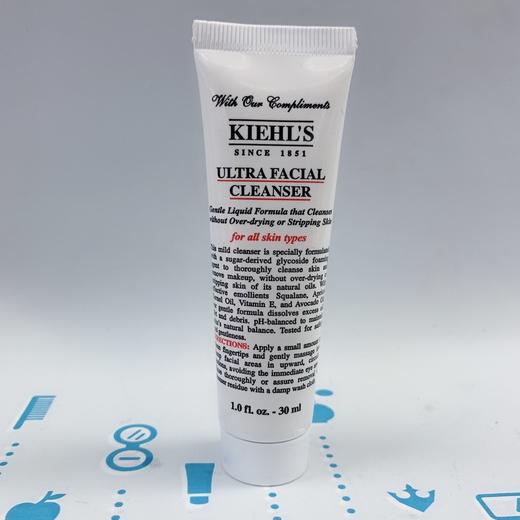 With Our Compliments
KIEHL'S
SINCE 1851
ULTRA FACIAL
CLEANSER
Gentle Liquid Formula that Cleanses
without Over-drying or Stripping Skin
for all skin types
This mild cleanser is specially formulated
with a sugar-derived glycoside foaming
to thoroughly cleanse skin and
remove makeup, without over-drying or
stripping skin of its natural oils. With
effective emollients Squalane, Apricot
Kernel Oil, Vitamin E, and Avocado Oil,
gentle formula dissolves excess oil
and debris. pH-balanced to maintain
skin's natural balance. Tested for safety
gentleness.
DIRECTIONS: Apply a small amount
fingertips and gently massage
facial areas in upward, circular
motions, avoiding the immediate eye area.
thoroughly or assure removal
residue with a damp wash cloth.
1.0 fl. oz. - 30 ml